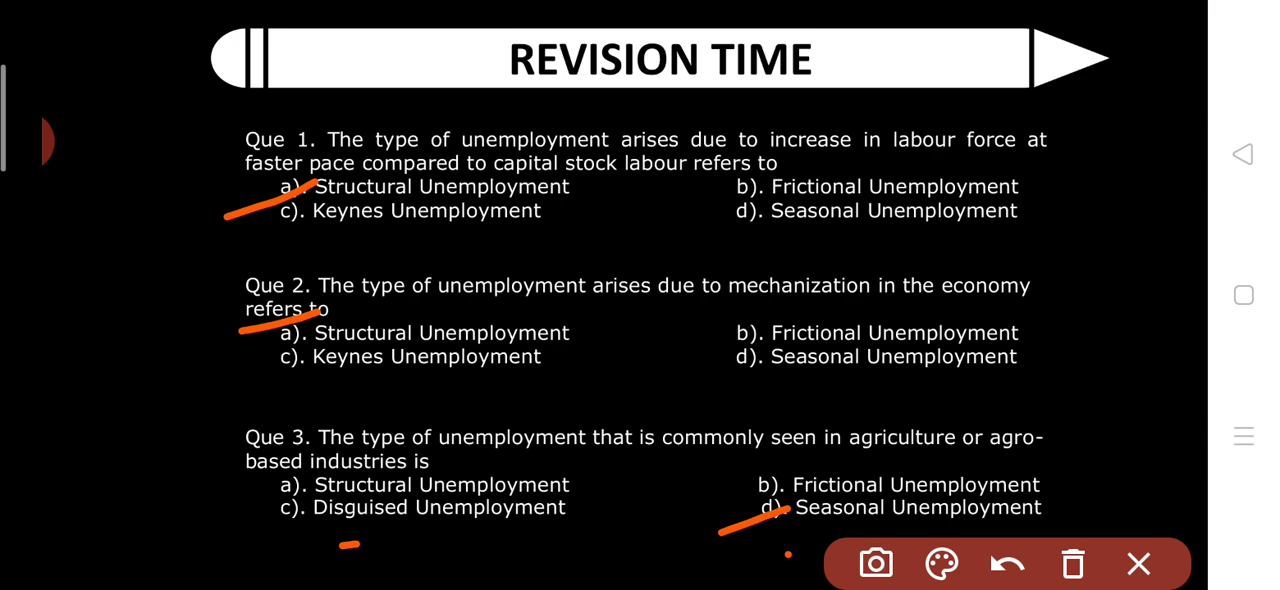 REVISION TIME
Que 1. The type of unemployment arises due to increase in labour force at
faster pace compared to capital stock labour refers to
a). Structural Unemployment b). Frictional Unemployment
c). Keynes Unemployment d). Seasonal Unemployment
Que 2. The type of unemployment arises due to mechanization in the economy
refers to
a). Structural Unemployment b). Frictional Unemployment
c). Keynes Unemployment d). Seasonal Unemployment
Que 3. The type of unemployment that is commonly seen in agriculture or agro-
based industries is
a). Structural Unemployment b). Frictional Unemployment
c). Disguised Unemployment d). Seasonal Unemployment